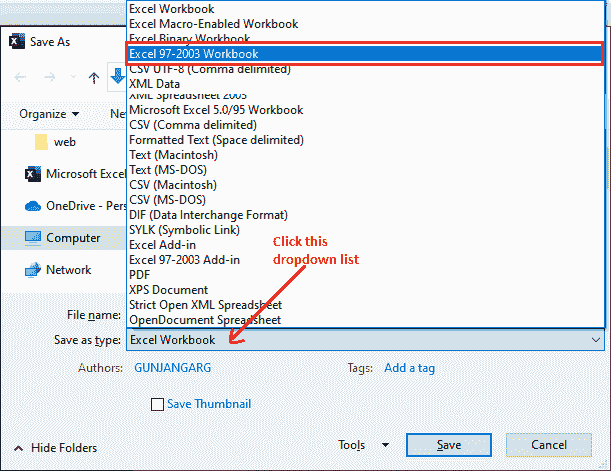 Excel Workbook
Excel Macro-Enabled Workbook
Excel Binary Workbook
Excel 97-2003 Workbook
CSV UTF-8 (Comma delimited)
XML Data
XML Spreadsheet 2003
Microsoft Excel 5.0/95 Workbook
CSV (Comma delimited)
Formatted Text (Space delimited)
Text (Macintosh)
Text (MS-DOS)
CSV (Macintosh)
CSV (MS-DOS)
DIF (Data Interchange Format)
SYLK (Symbolic Link)
Excel Add-in
Excel 97-2003 Add-in
PDF
XPS Document
Strict Open XML Spreadsheet
OpenDocument Spreadsheet
Save As
Organize
Ne
web
Microsoft Excel
OneDrive - Pers
Computer
Network
Click this
dropdown list
File name:
Save as type: Excel Workbook
Authors: GUNJANGARG
Tags: Add a tag
Save Thumbnail
Hide Folders
Tools
Save
Cancel